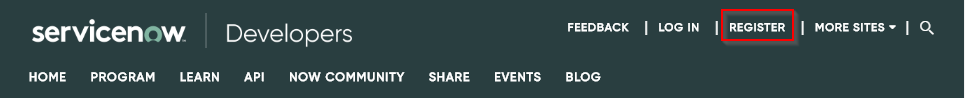 servicenow Developers
FEEDBACK | LOG IN | REGISTER | MORE SITES |
HOME PROGRAM LEARN API NOW COMMUNITY SHARE EVENTS BLOG